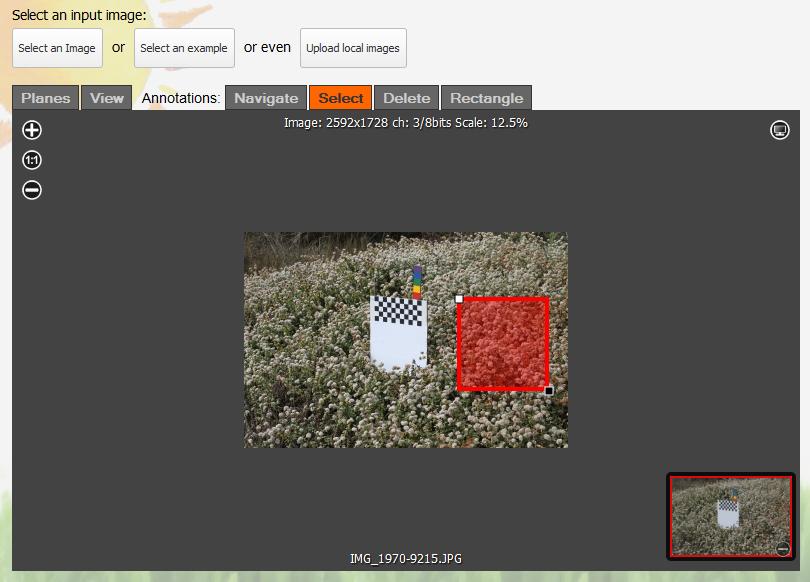 Select an input image:
Select an Image or Select an example or even Upload local images
Planes View Annotations: Navigate Select Delete Rectangle
Image: 2592x1728 ch: 3/8bits Scale: 12.5%
1:1
IMG_1970-9215.JPG